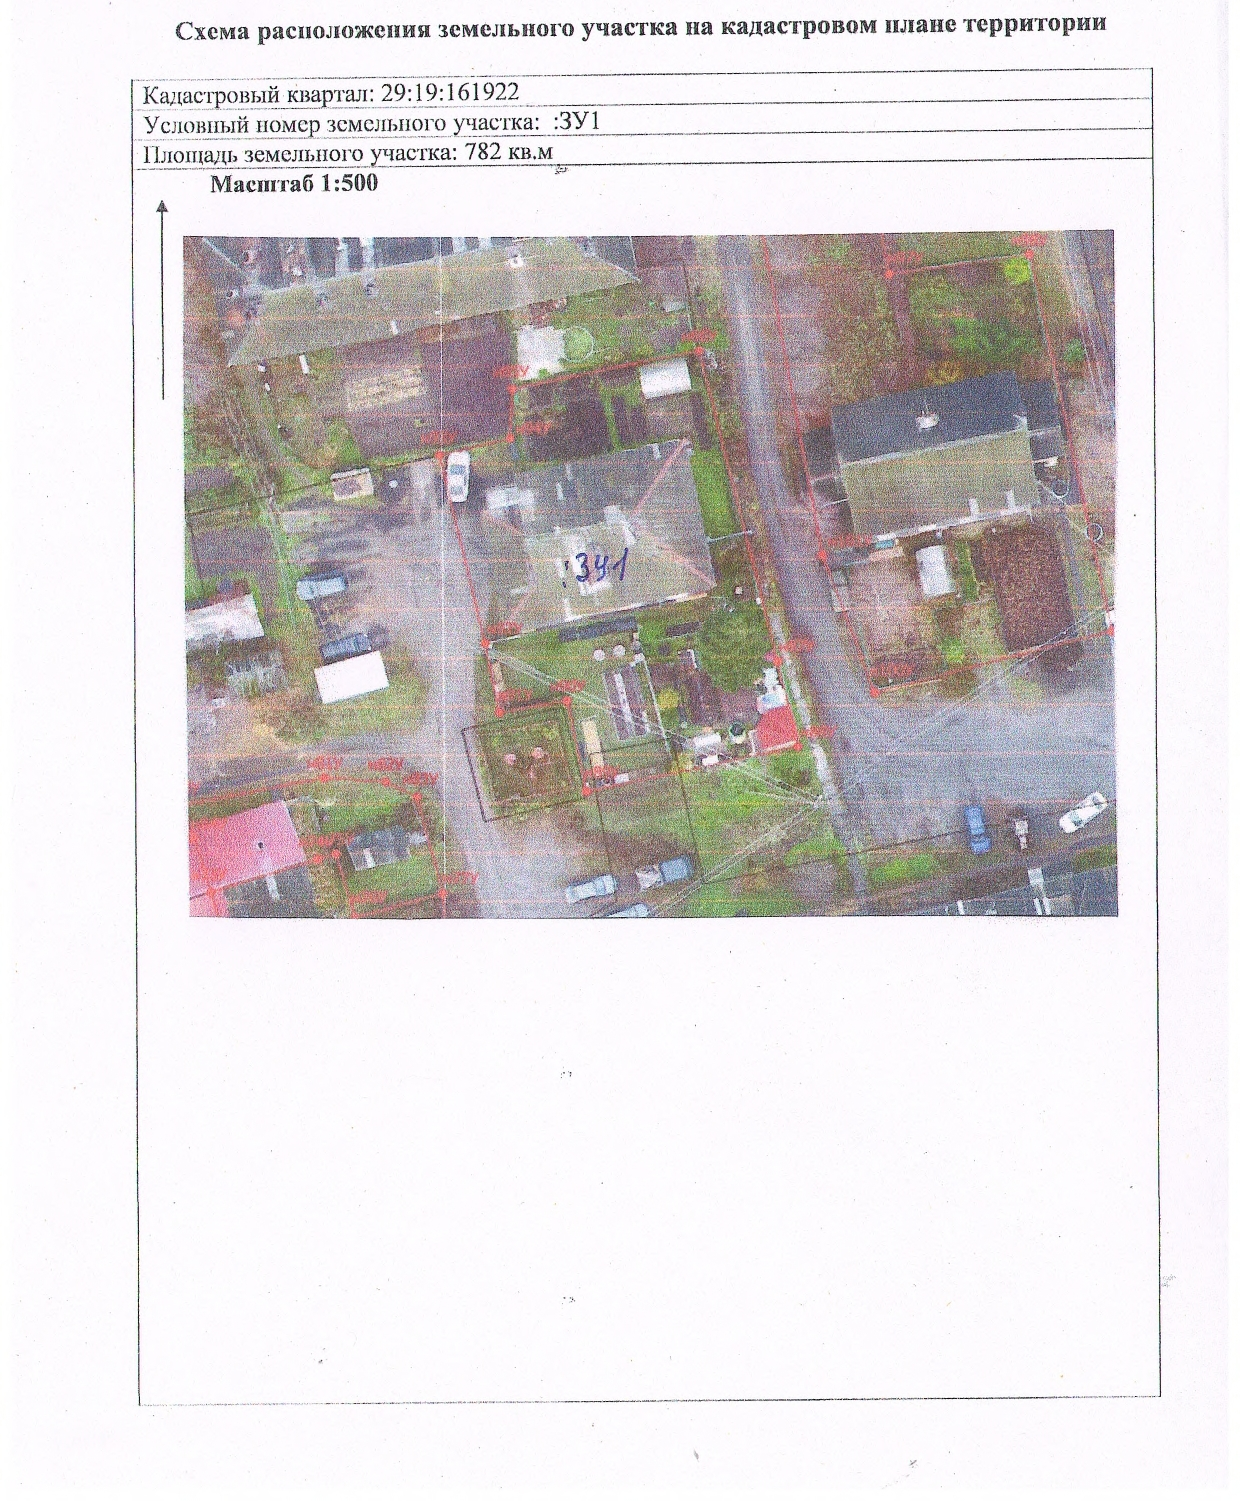 Схема расположения земельного участка на кадастровом плане территории
Кадастровый квартал: 29:19:161922
Условный номер земельного участка: :ЗУ1
Площадь земельного участка: 782 кв.м
Масштаб 1:500
:ЗУ1